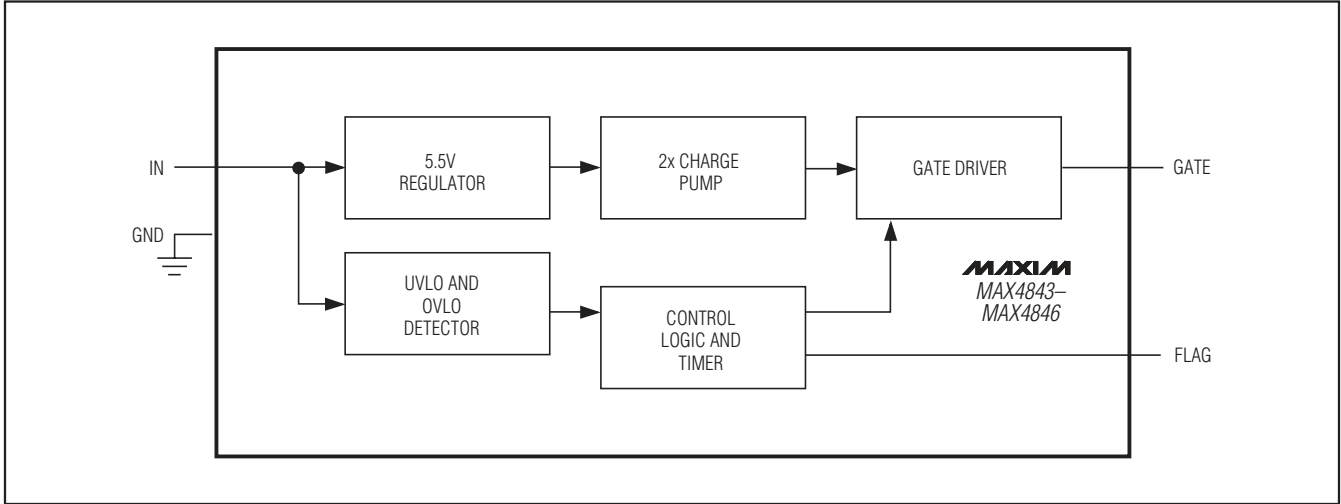 IN
GND
5.5V
REGULATOR
2x CHARGE
PUMP
GATE DRIVER
GATE
UVLO AND
OVLO
DETECTOR
CONTROL
LOGIC AND
TIMER
MAXIM
MAX4843–
MAX4846
FLAG